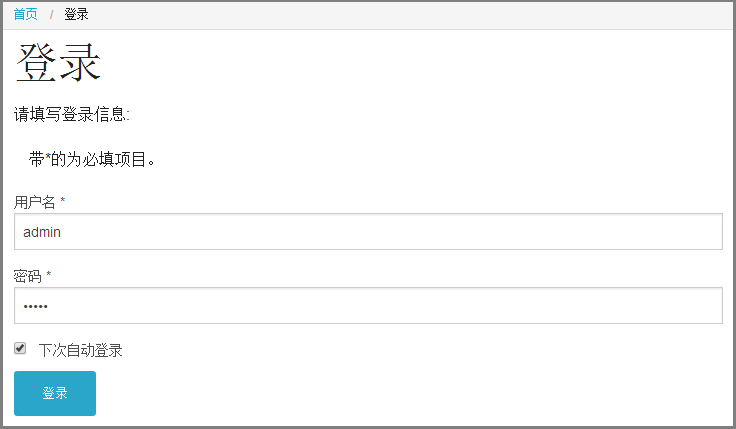 首页 / 登录
登录
请填写登录信息:
带*的为必填项目。
用户名 *
admin
密码 *
•••••
下次自动登录
登录